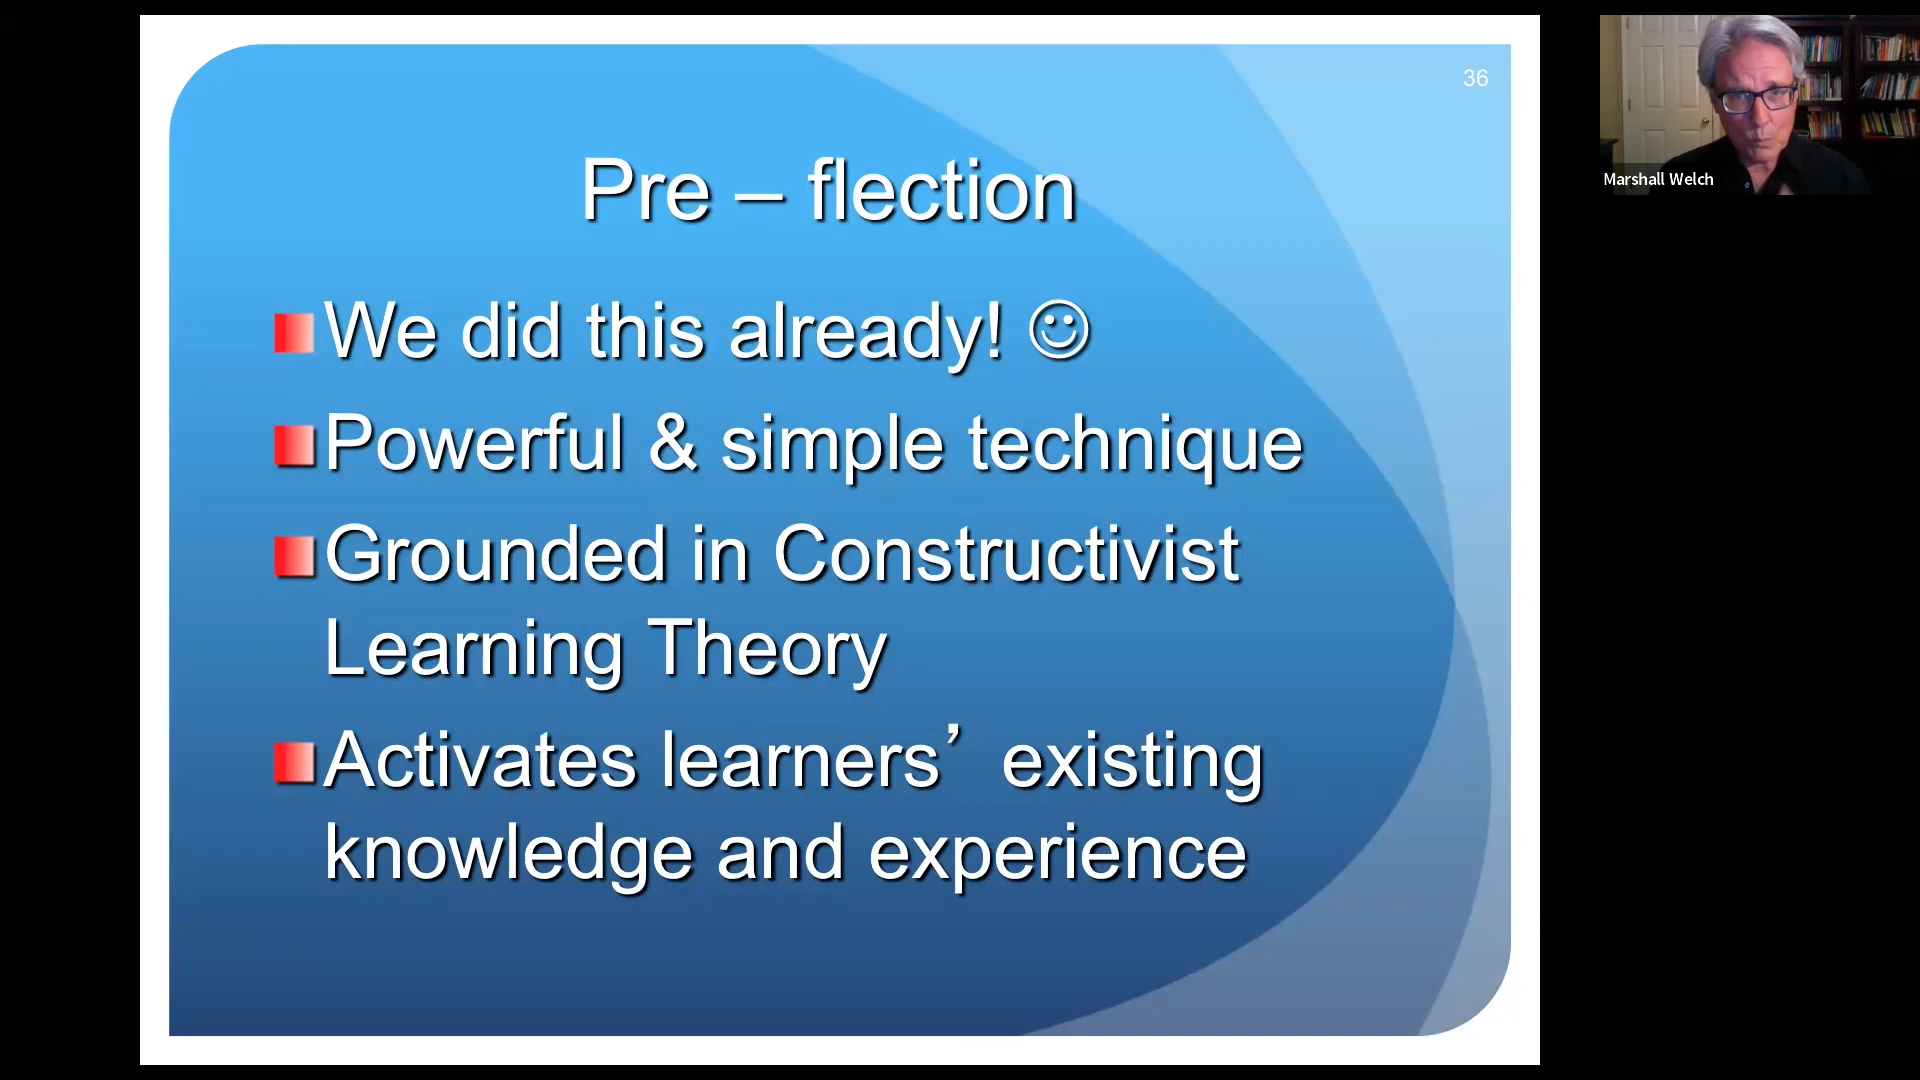 36
Pre – flection
We did this already! ☺
Powerful & simple technique
Grounded in Constructivist
Learning Theory
Activates learners’ existing
knowledge and experience
Marshall Welch